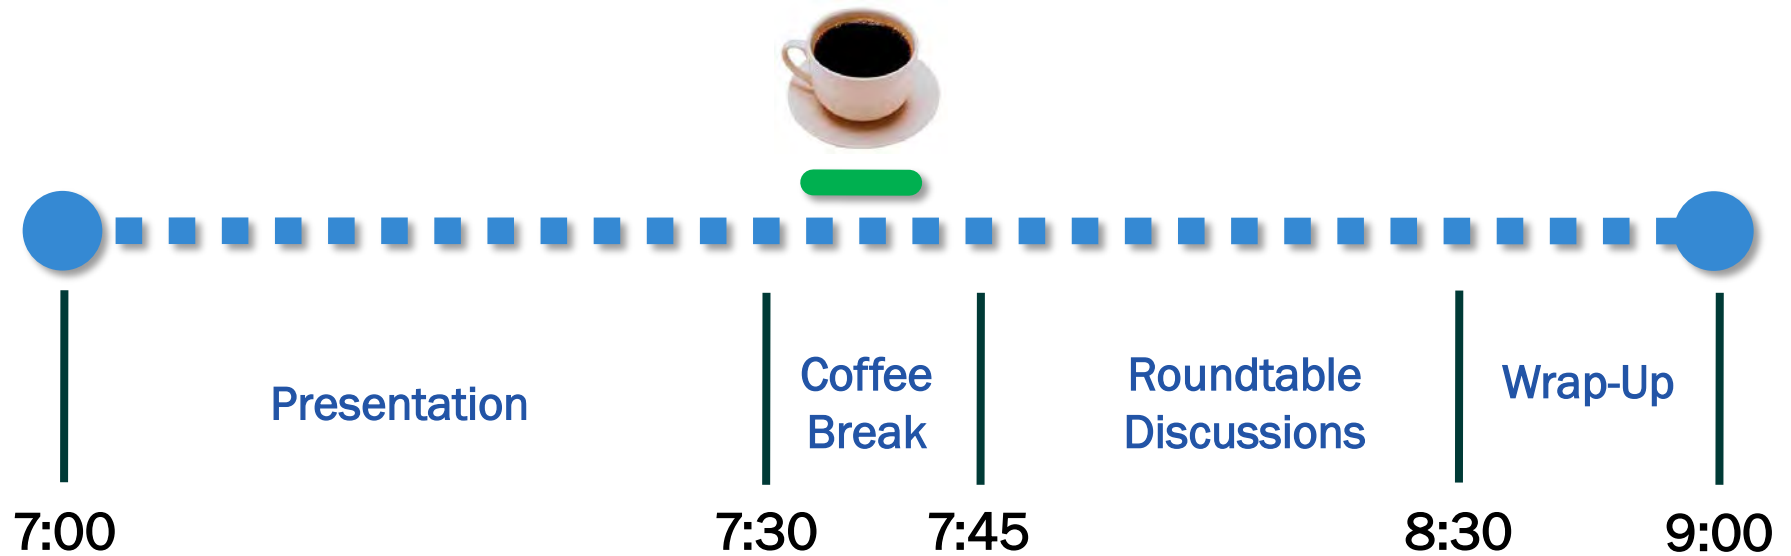 Presentation
Coffee
Break
Roundtable
Discussions
Wrap-Up
7:00
7:30
7:45
8:30
9:00